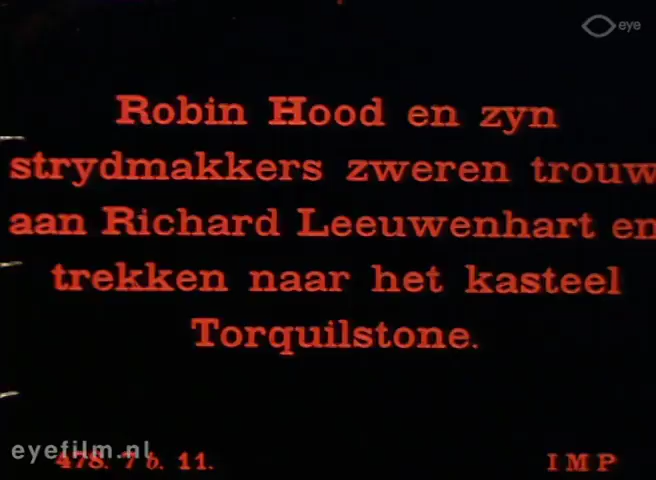 eye
Robin Hood en zyn
strydmakkers zweren trouw
aan Richard Leeuwenhart en
trekken naar het kasteel
Torquilstone.
eyefilm.nl
478. 7 b. 11.
IMP